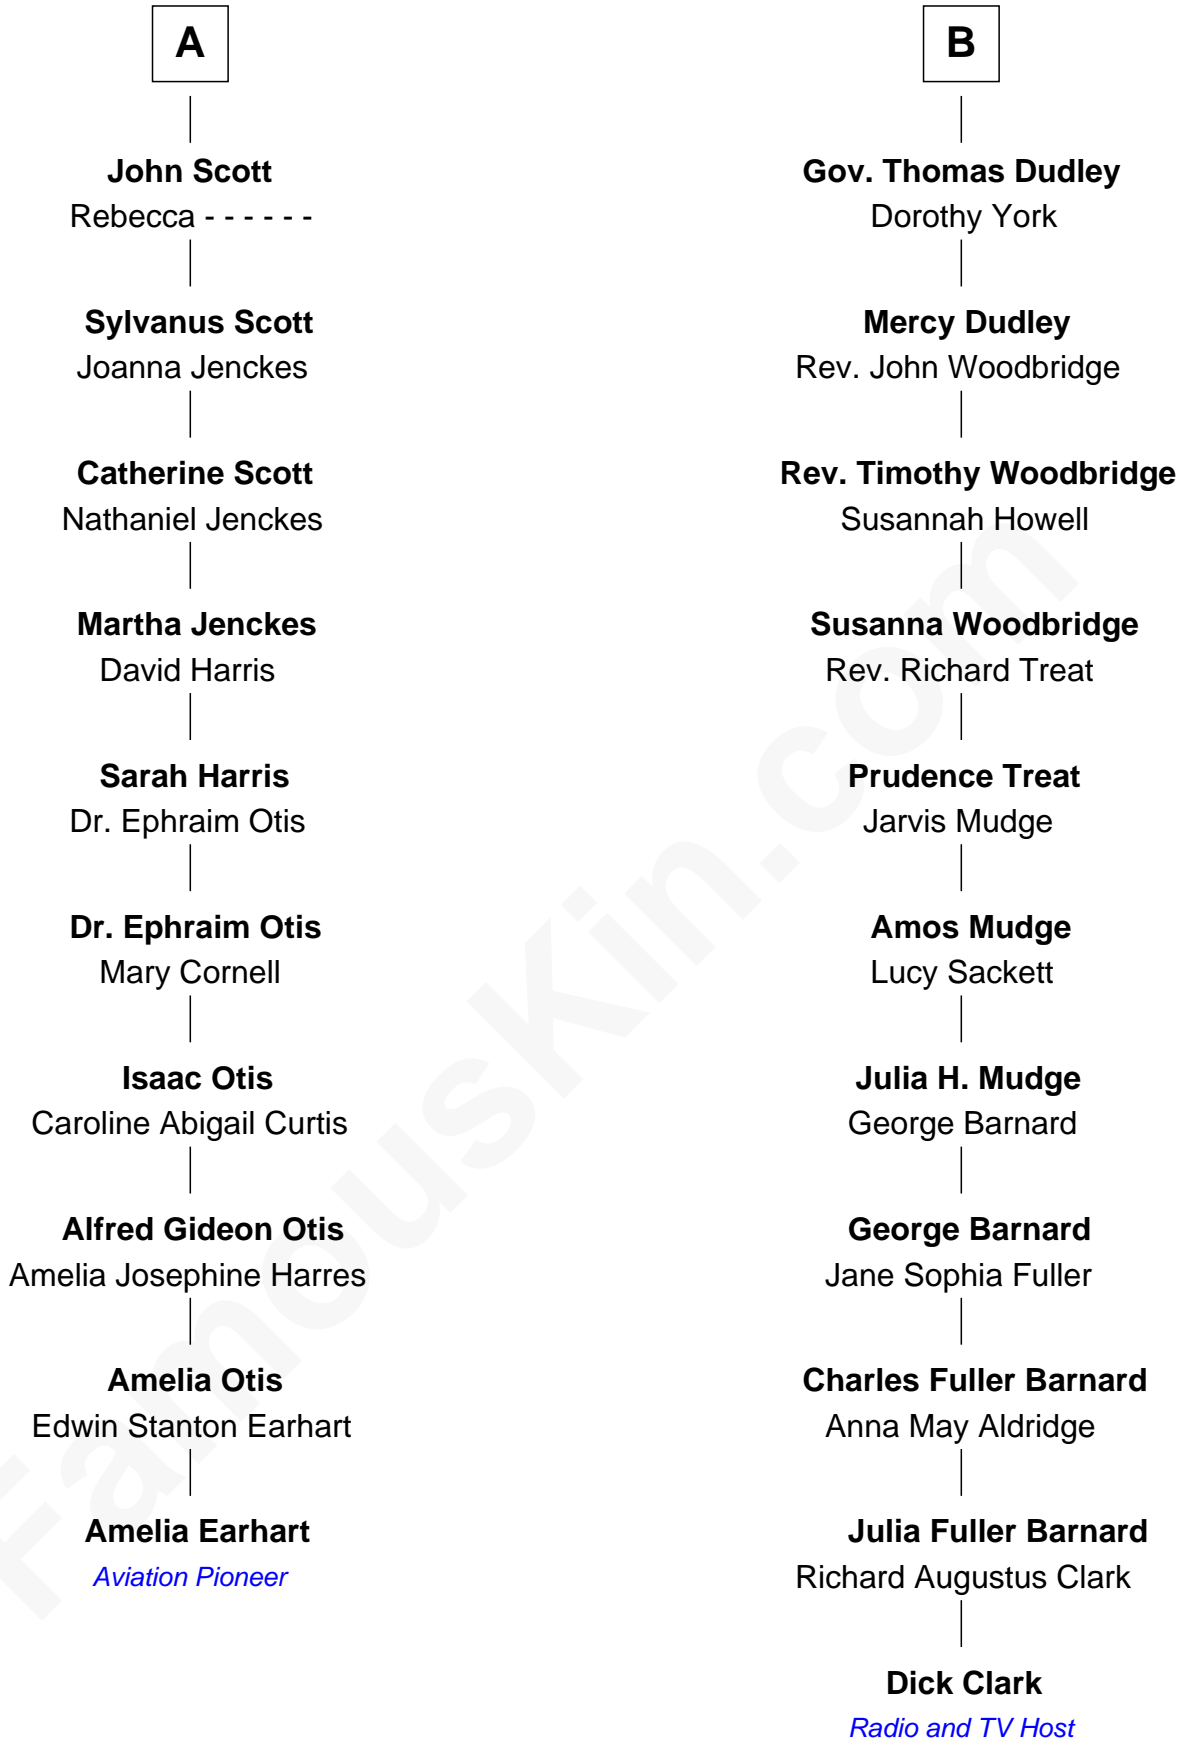 A
John Scott
Rebecca - - - - - -
Sylvanus Scott
Joanna Jenckes
Catherine Scott
Nathaniel Jenckes
Martha Jenckes
David Harris
Sarah Harris
Dr. Ephraim Otis
Dr. Ephraim Otis
Mary Cornell
Isaac Otis
Caroline Abigail Curtis
Alfred Gideon Otis
Amelia Josephine Harres
Amelia Otis
Edwin Stanton Earhart
Amelia Earhart
Aviation Pioneer
B
Gov. Thomas Dudley
Dorothy York
Mercy Dudley
Rev. John Woodbridge
Rev. Timothy Woodbridge
Susannah Howell
Susanna Woodbridge
Rev. Richard Treat
Prudence Treat
Jarvis Mudge
Amos Mudge
Lucy Sackett
Julia H. Mudge
George Barnard
George Barnard
Jane Sophia Fuller
Charles Fuller Barnard
Anna May Aldridge
Julia Fuller Barnard
Richard Augustus Clark
Dick Clark
Radio and TV Host
FamousKin.com